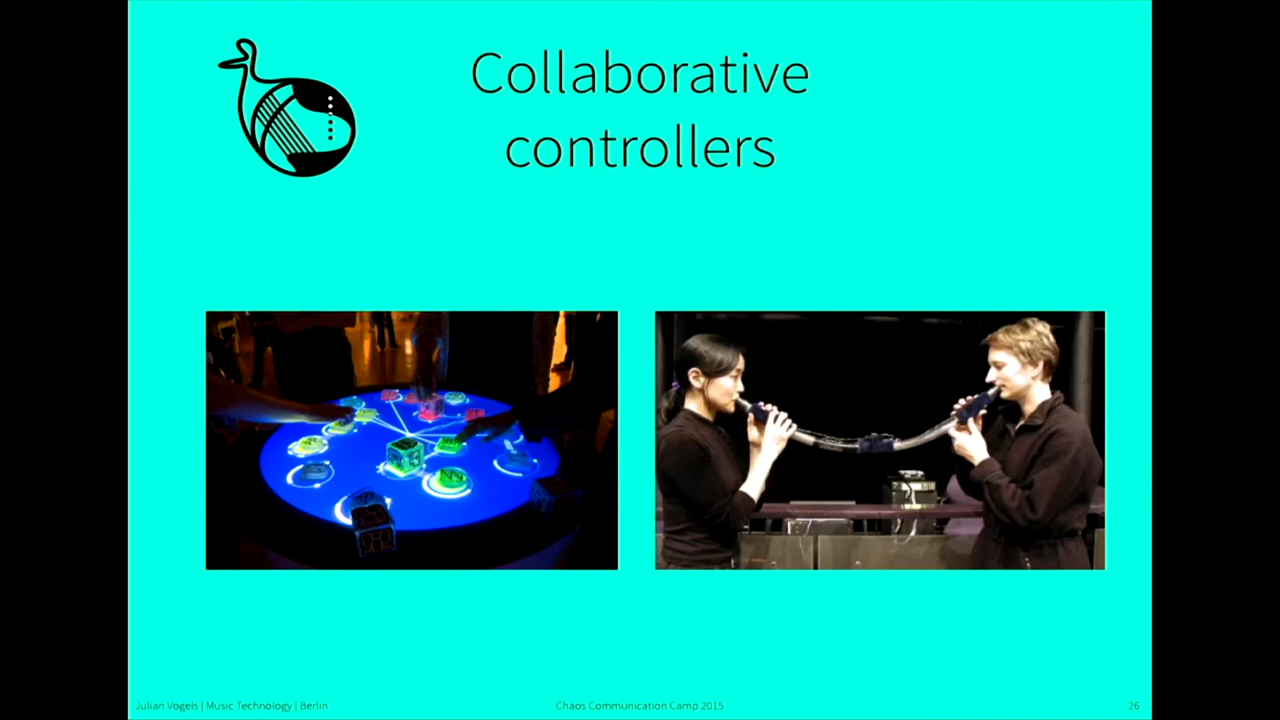 Collaborative
controllers
Julian Vogels | Music Technology | Berlin
Chaos Communication Camp 2015
26